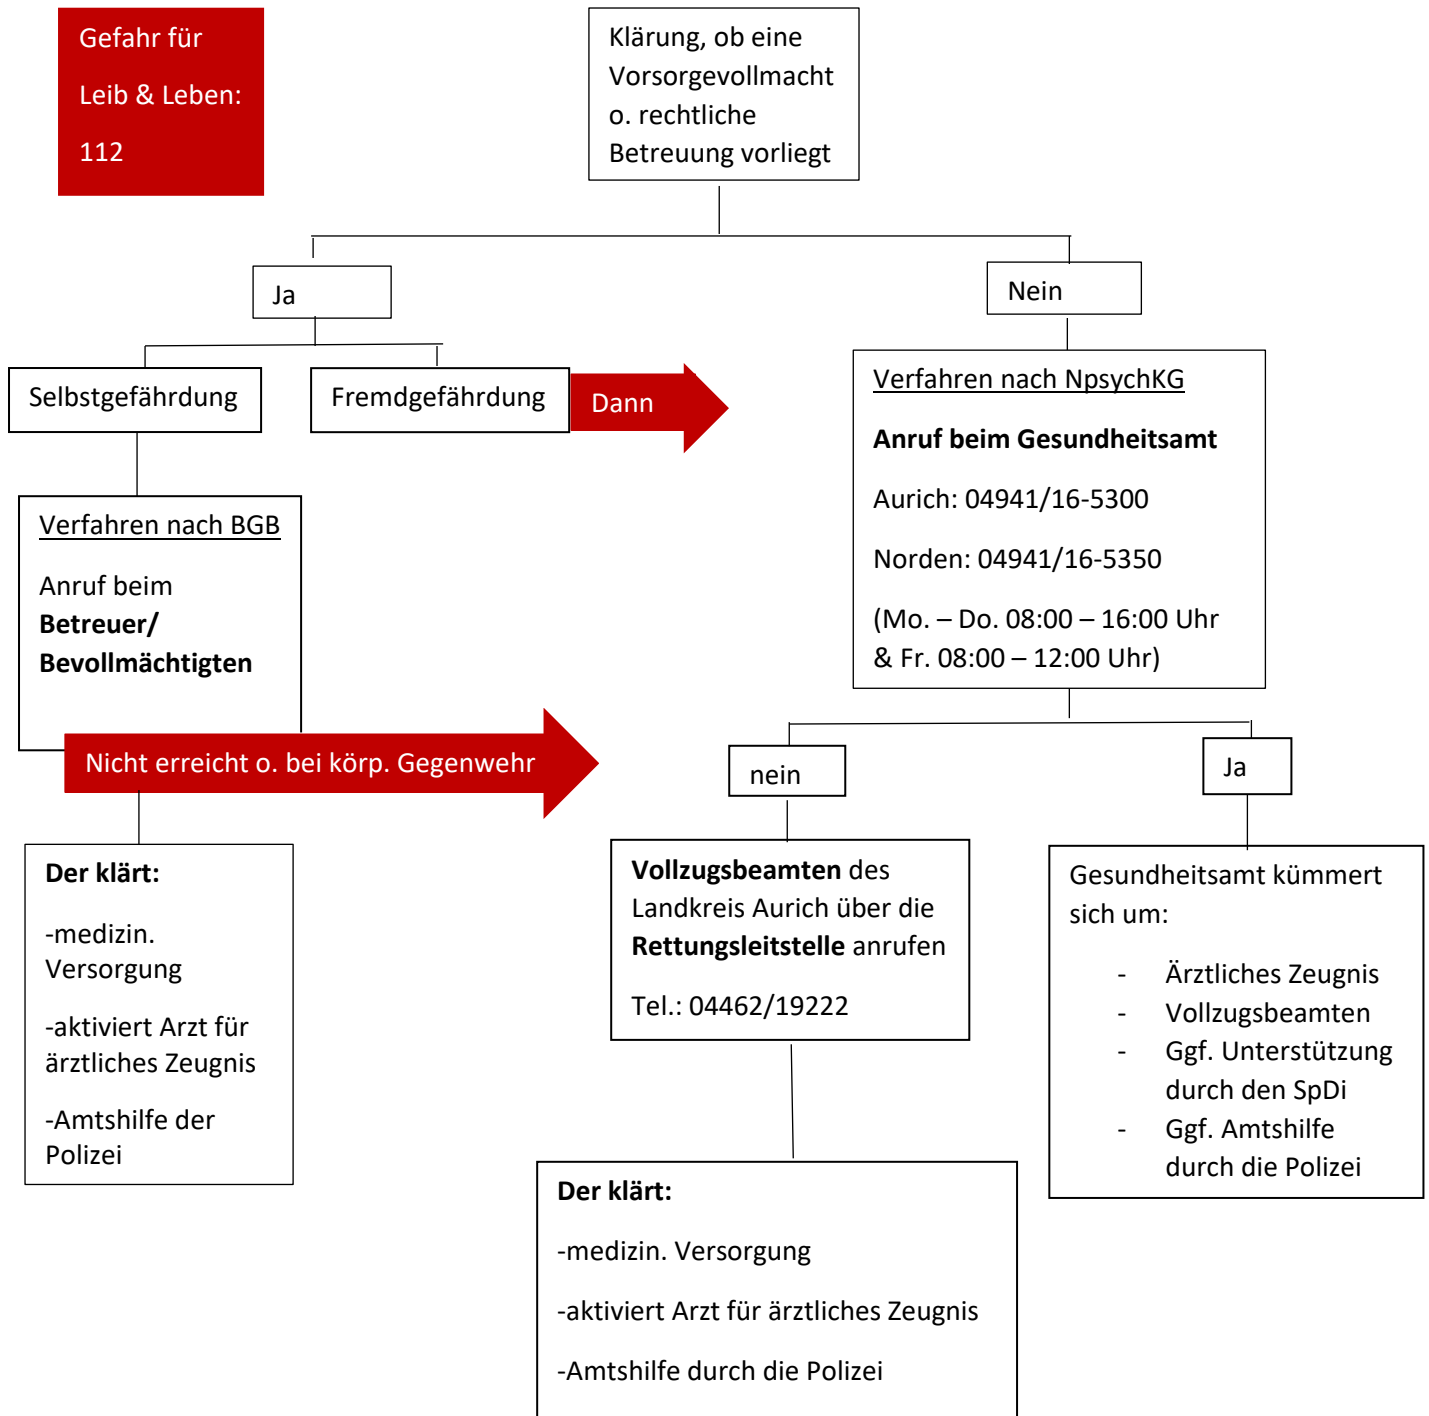 Gefahr für
Leib & Leben:
112
Klärung, ob eine
Vorsorgevollmacht
o. rechtliche
Betreuung vorliegt
Ja
Nein
Selbstgefährdung
Fremdgefährdung
Dann
Verfahren nach NpsychKG
Anruf beim Gesundheitsamt
Aurich: 04941/16-5300
Norden: 04941/16-5350
(Mo. – Do. 08:00 – 16:00 Uhr
& Fr. 08:00 – 12:00 Uhr)
Verfahren nach BGB
Anruf beim
Betreuer/
Bevollmächtigten
Nicht erreicht o. bei körp. Gegenwehr
nein
Ja
Der klärt:
-medizin.
Versorgung
-aktiviert Arzt für
ärztliches Zeugnis
-Amtshilfe der
Polizei
Vollzugsbeamten des
Landkreis Aurich über die
Rettungsleitstelle anrufen
Tel.: 04462/19222
Gesundheitsamt kümmert
sich um:
- Ärztliches Zeugnis
- Vollzugsbeamten
- Ggf. Unterstützung
durch den SpDi
- Ggf. Amtshilfe
durch die Polizei
Der klärt:
-medizin. Versorgung
-aktiviert Arzt für ärztliches Zeugnis
-Amtshilfe durch die Polizei